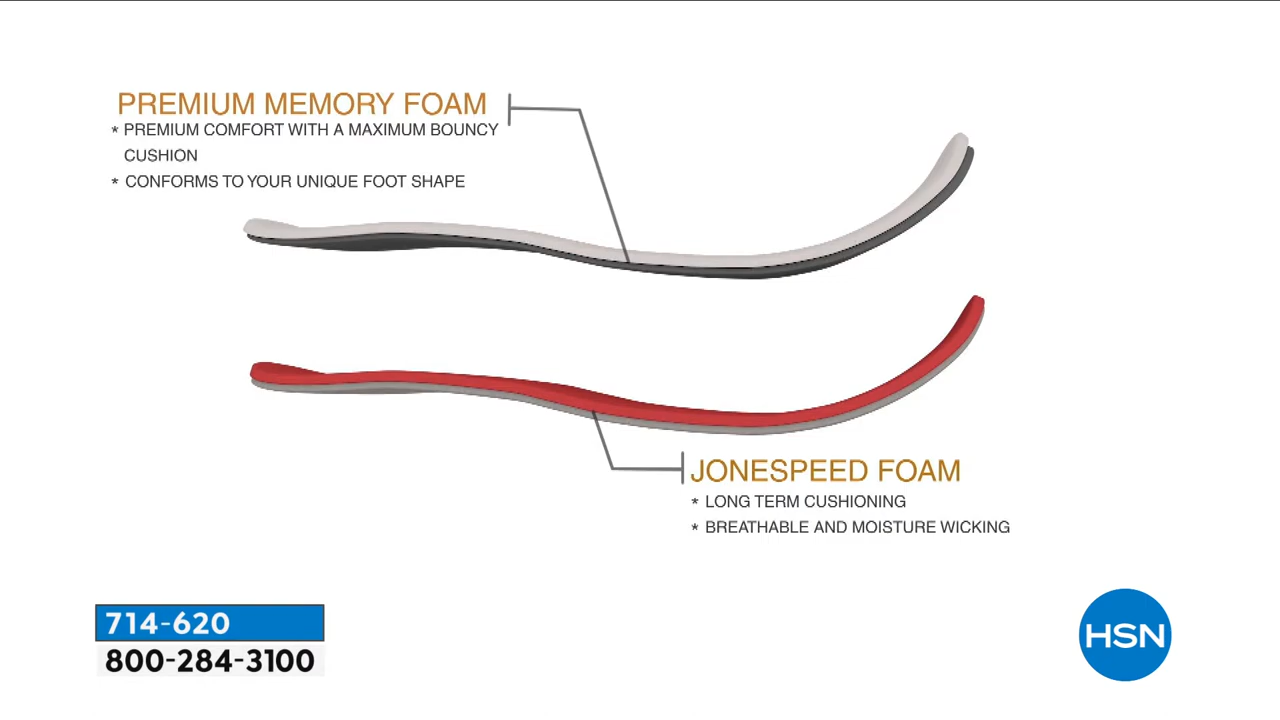 PREMIUM MEMORY FOAM
* PREMIUM COMFORT WITH A MAXIMUM BOUNCY
CUSHION
* CONFORMS TO YOUR UNIQUE FOOT SHAPE
JONESPEED FOAM
* LONG TERM CUSHIONING
* BREATHABLE AND MOISTURE WICKING
714-620
800-284-3100
HSN